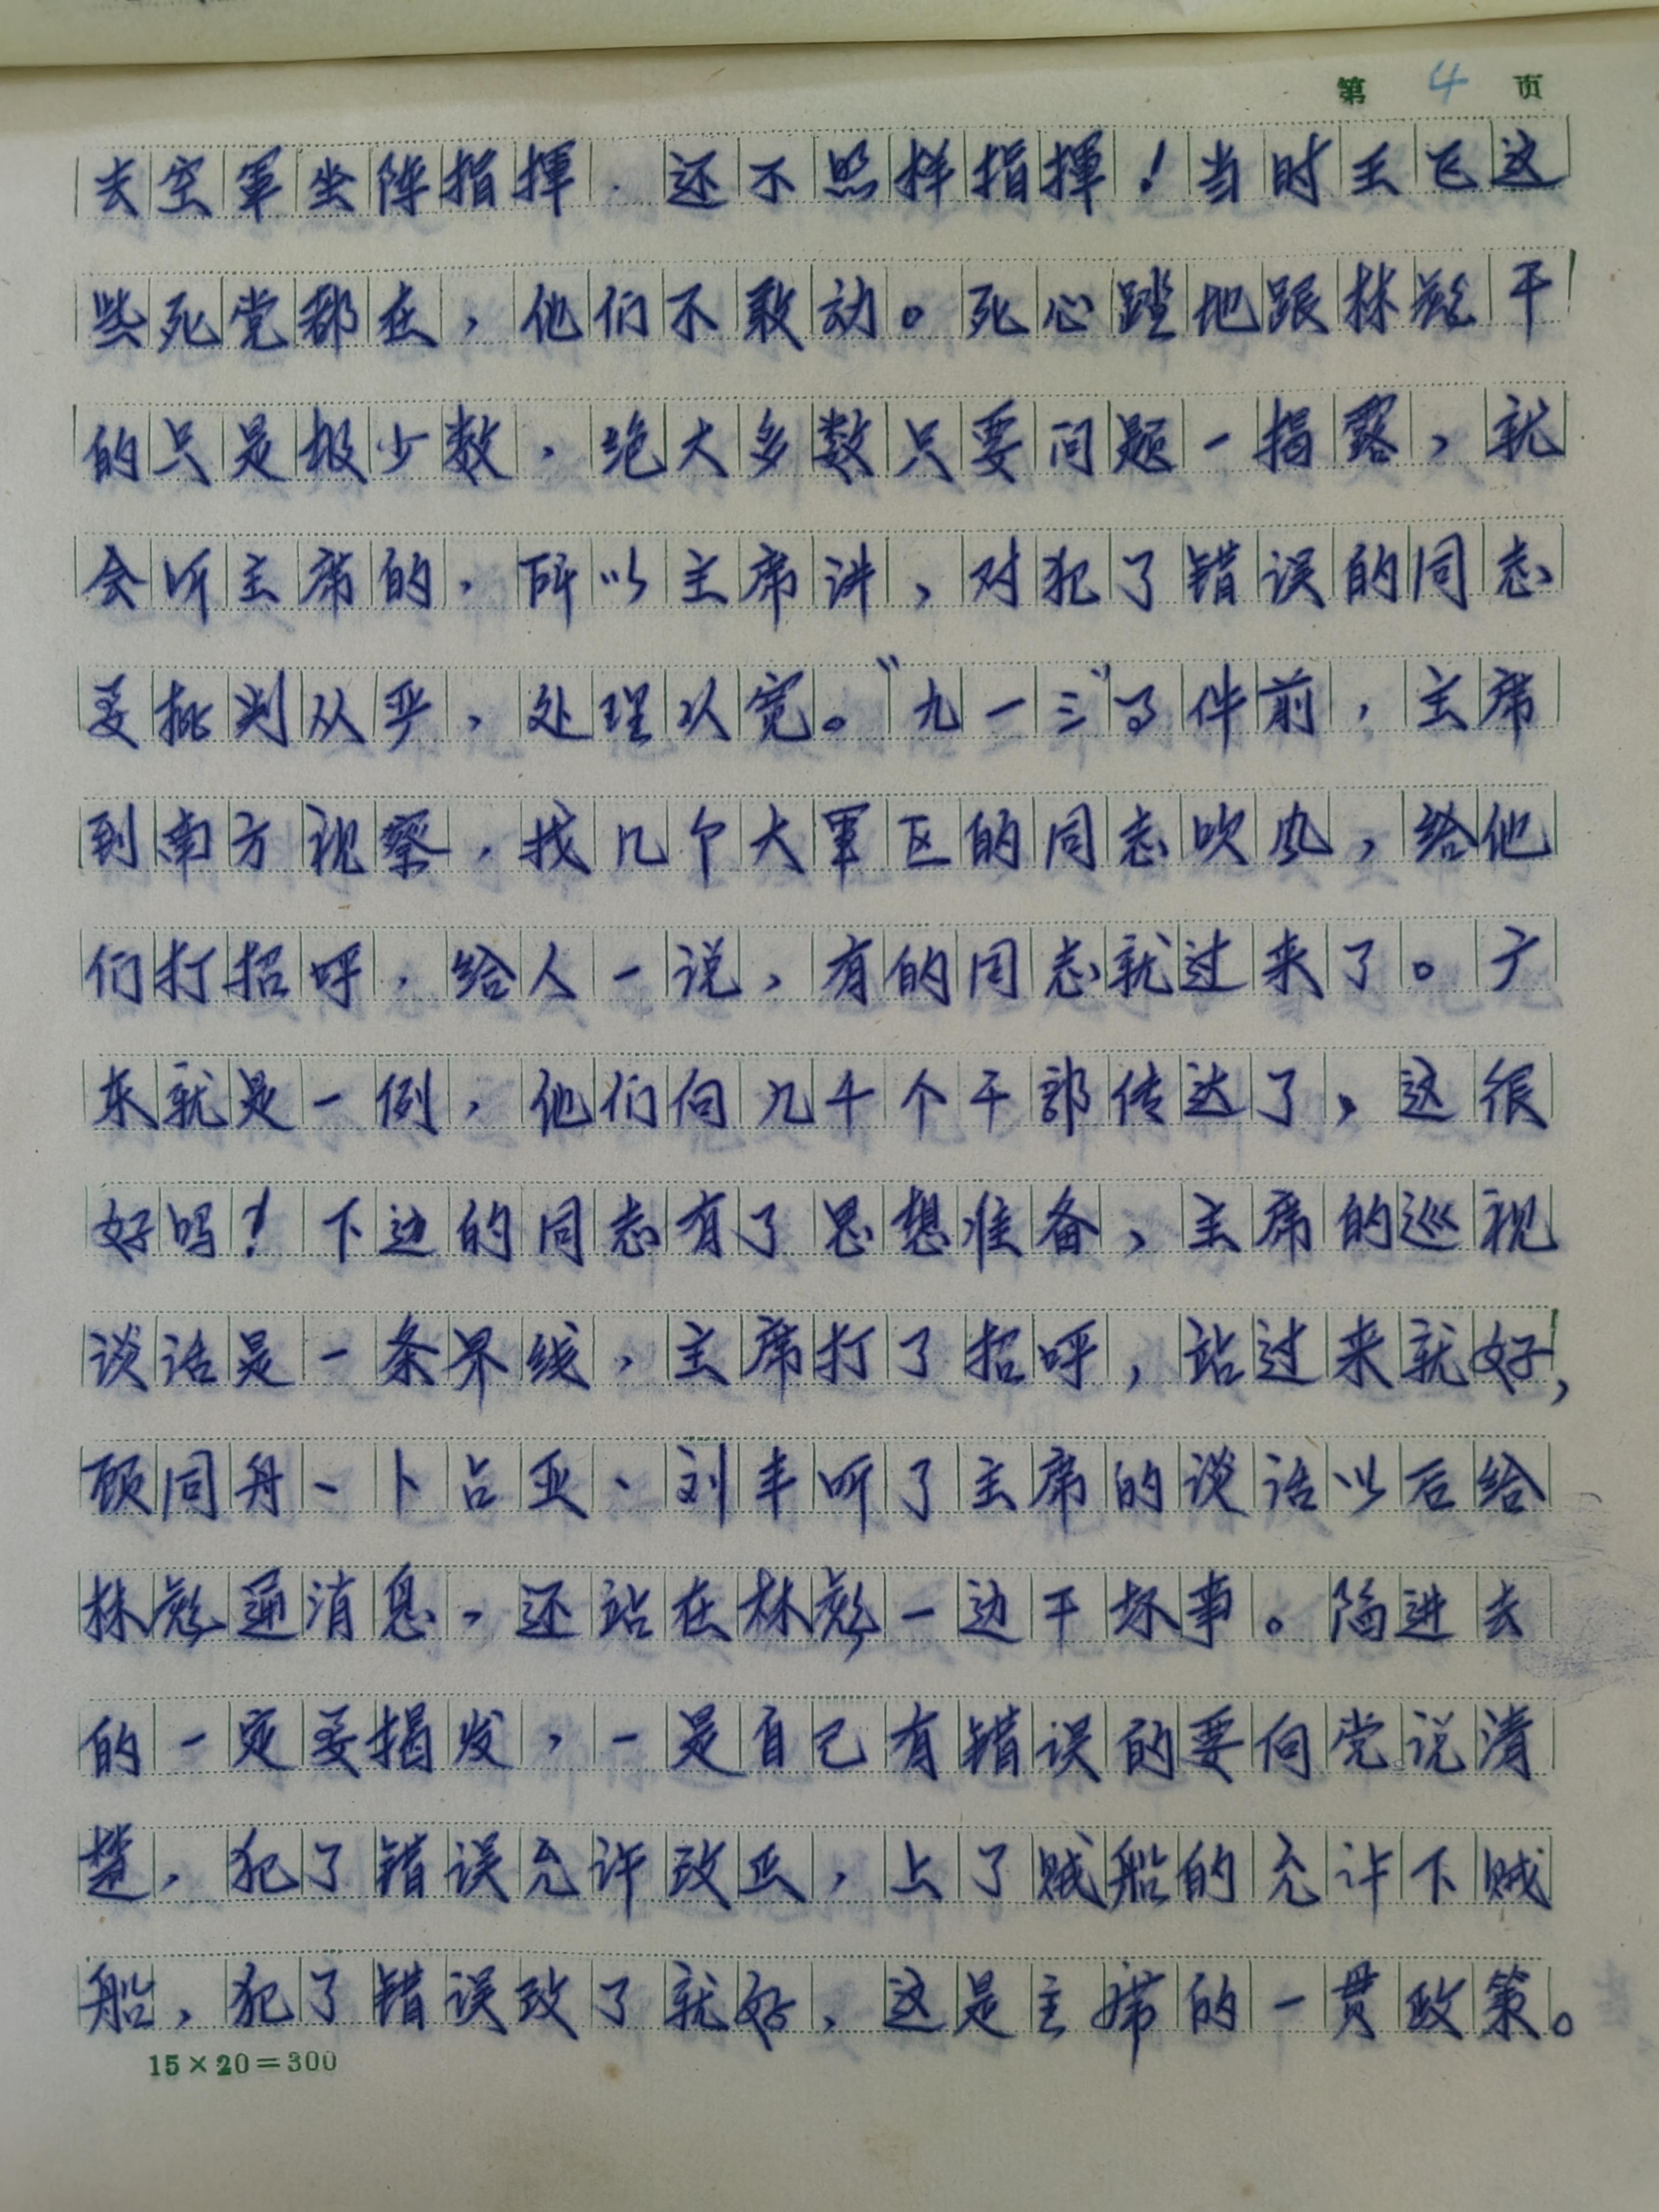 第 4 页
去空軍坐阵指揮，还不照样指揮！当时王飞这
些死党都在，他们不敢动。死心踏地跟林彪干
的只是极少数，绝大多数只要问题一揭露，就
会听主席的，所以主席讲，对犯了错误的同志
要批判从严，处理以宽。“九一三”事件前，主席
到南方视察，找几个大軍区的同志吹风，给他
们打招呼，给人一说，有的同志就过来了。广
东就是一例，他们向几十个干部传达了，这很
好吗！下边的同志有了思想准备，主席的巡视
谈话是一条界线，主席打了招呼，站过来就好，
顾同舟、卜占亚、刘丰听了主席的谈话以后给
林彪通消息，还站在林彪一边干坏事。陷进去
的一定要揭发，一是自己有错误的要向党说清
楚，犯了错误允许改正，上了贼船的允许下贼
船，犯了错误改了就好，这是主席的一贯政策。
15×20=300